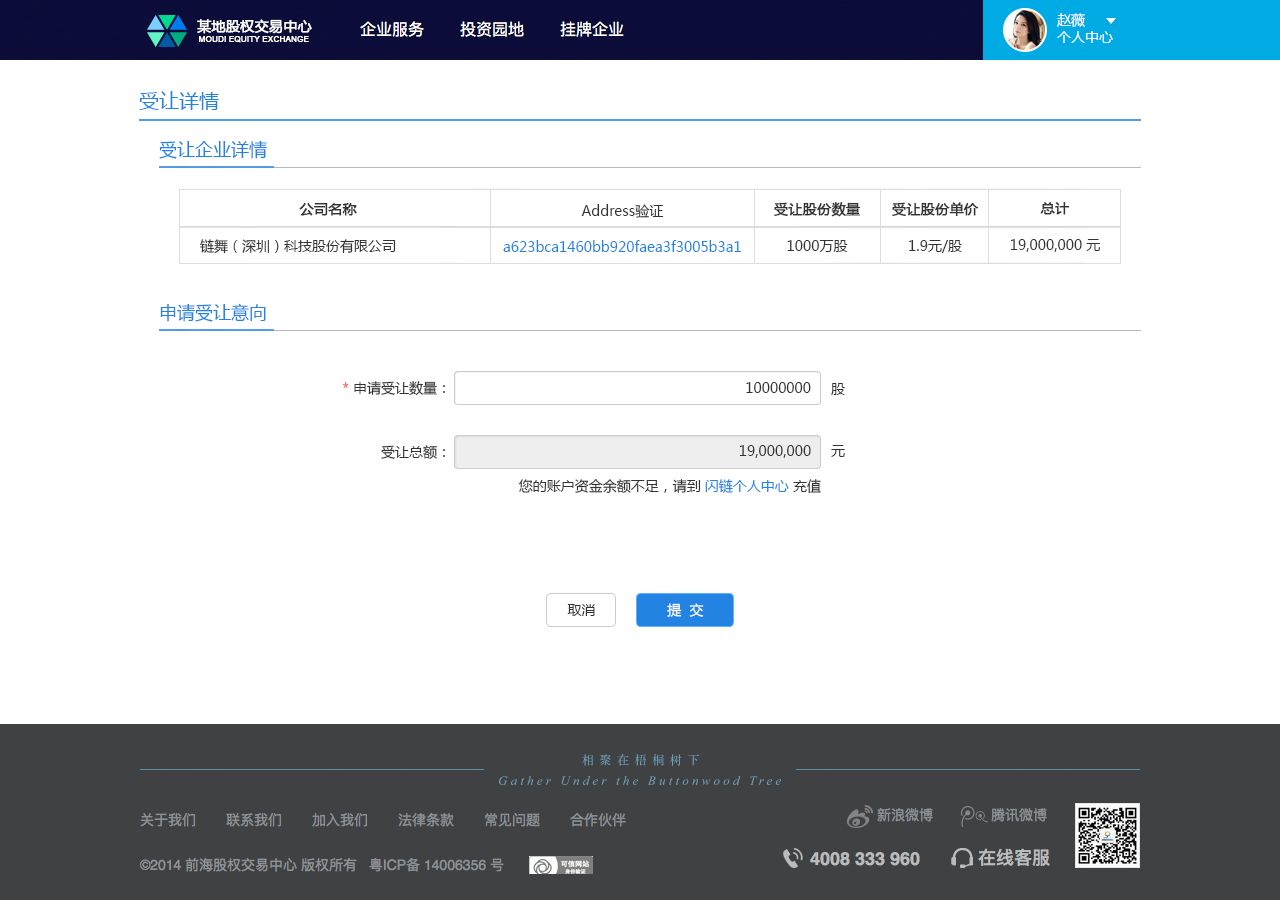 某地股权交易中心
MOUDI EQUITY EXCHANGE
企业服务 投资园地 挂牌企业
赵薇
个人中心
受让详情
受让企业详情
公司名称 Address验证 受让股份数量 受让股份单价 总计
链舞（深圳）科技股份有限公司 a623bca1460bb920faea3f3005b3a1 1000万股 1.9元/股 19,000,000 元
申请受让意向
* 申请受让数量： 10000000 股
受让总额： 19,000,000 元
您的账户资金余额不足，请到 闪链个人中心 充值
取消 提 交
相聚在梧桐树下
Gather Under the Buttonwood Tree
关于我们 联系我们 加入我们 法律条款 常见问题 合作伙伴
新浪微博 腾讯微博
©2014 前海股权交易中心 版权所有 粤ICP备 14006356 号
可信网站
身份验证
4008 333 960 在线客服